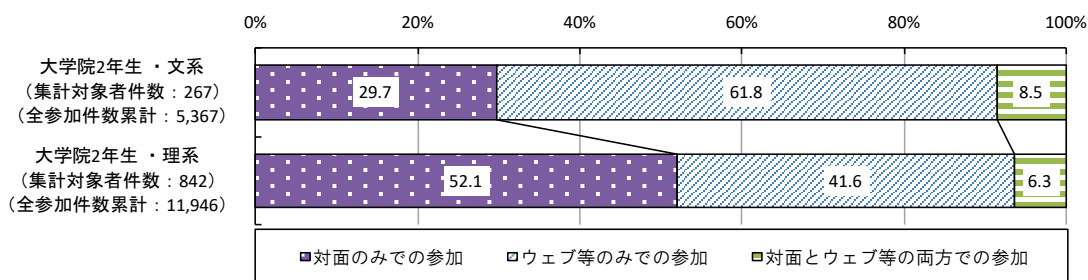 0% 20% 40% 60% 80% 100%
大学院2年生 ・文系
（集計対象者件数：267）
（全参加件数累計：5,367）
29.7 61.8 8.5
大学院2年生 ・理系
（集計対象者件数：842）
（全参加件数累計：11,946）
52.1 41.6 6.3
対面のみでの参加 ウェブ等のみでの参加 対面とウェブ等の両方での参加